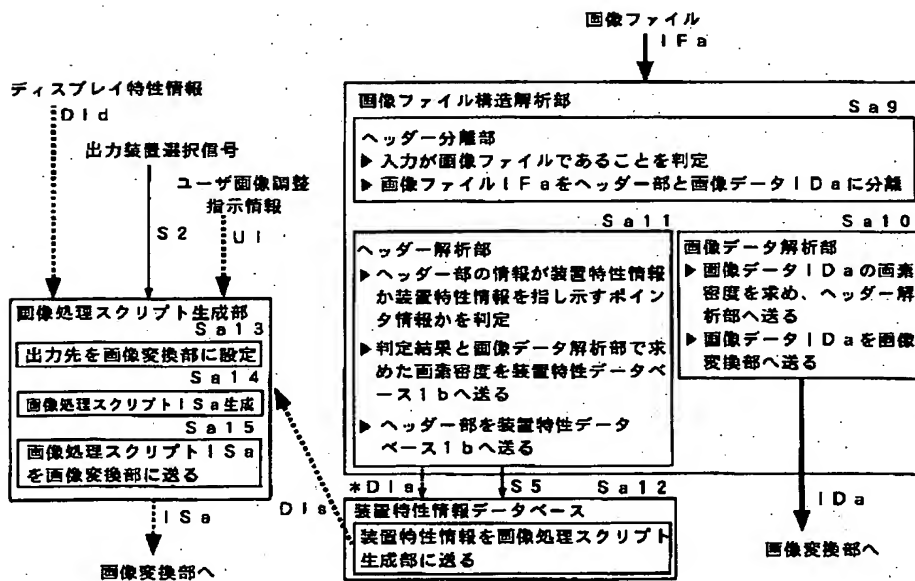 画像ファイル
IFa
ディスプレイ特性情報
DId
出力装置選択信号
ユーザ画像調整
指示情報
S2
UI
画像ファイル構造解析部
Sa9
ヘッダー分離部
▶入力が画像ファイルであることを判定
▶画像ファイルIFaをヘッダー部と画像データIDaに分離
Sa11
ヘッダー解析部
▶ヘッダー部の情報が装置特性情報
か装置特性情報を指し示すポイン
タ情報かを判定
▶判定結果と画像データ解析部で求
めた画素密度を装置特性データベ
ース1bへ送る
▶ヘッダー部を装置特性データ
ベース1bへ送る
Sa10
画像データ解析部
▶画像データIDaの画素
密度を求め、ヘッダー解
析部へ送る
▶画像データIDaを画像
変換部へ送る
画像処理スクリプト生成部
Sa13
出力先を画像変換部に設定
Sa14
画像処理スクリプトISa生成
Sa15
画像処理スクリプトISa
を画像変換部に送る
ISa
画像変換部へ
DIa
*DIa
S5
Sa12
装置特性情報データベース
装置特性情報を画像処理スクリプト
生成部に送る
IDa
画像変換部へ